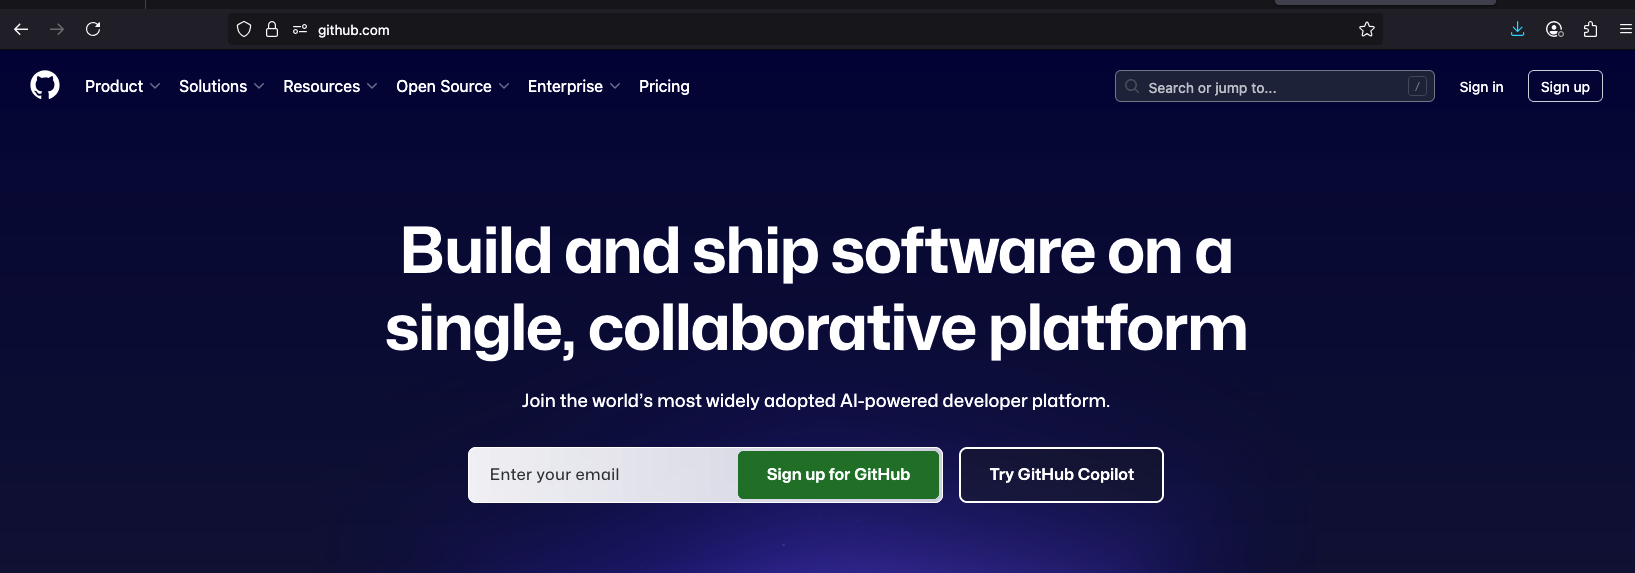 github.com
Product
Solutions
Resources
Open Source
Enterprise
Pricing
Search or jump to...
/
Sign in
Sign up
Build and ship software on a
single, collaborative platform
Join the world’s most widely adopted AI-powered developer platform.
Enter your email
Sign up for GitHub
Try GitHub Copilot